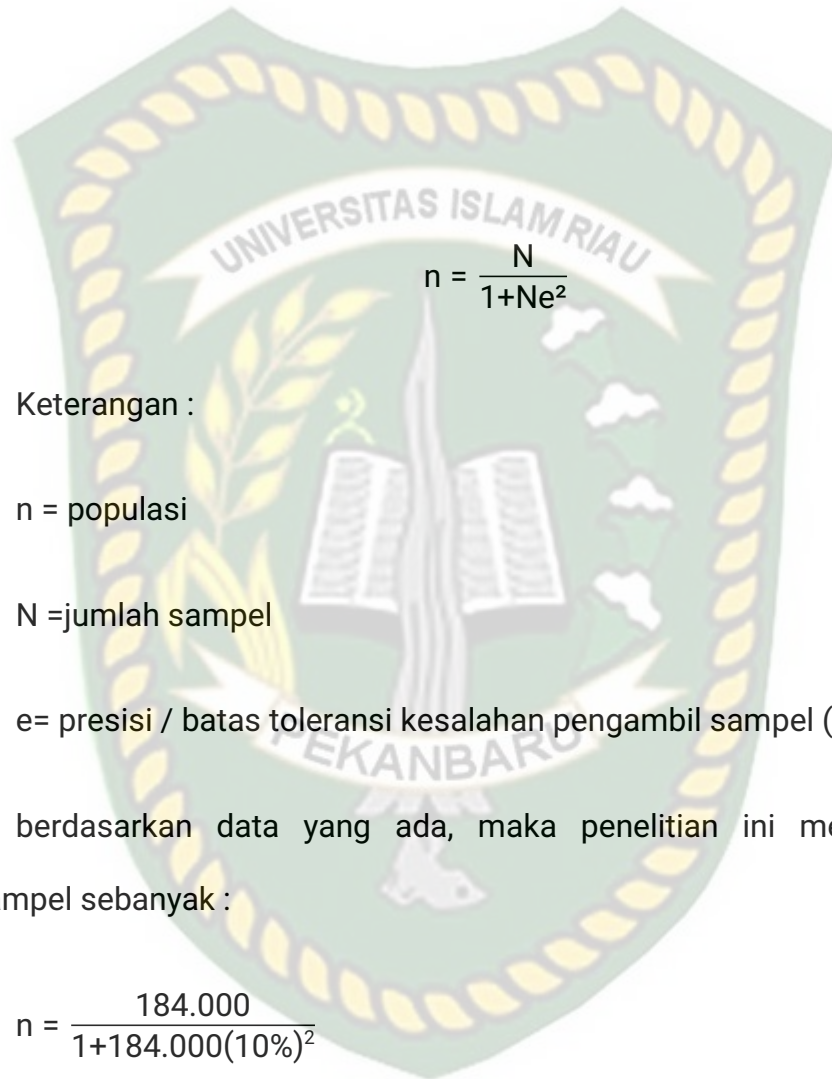 UNIVERSITAS ISLAM RIAU
n = N / 1+Ne²
Keterangan :
n = populasi
N =jumlah sampel
e= presisi / batas toleransi kesalahan pengambil sampel (
PEKANBARU
berdasarkan data yang ada, maka penelitian ini me
mpel sebanyak :
n = 184.000 / 1+184.000(10%)²